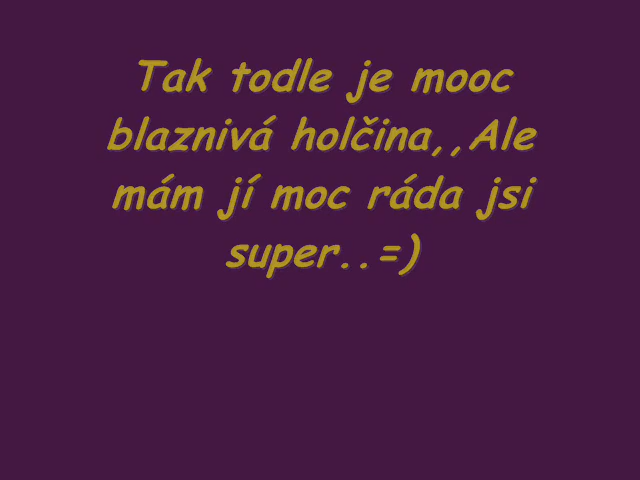 Tak todle je mooc
blaznivá holčina,,Ale
mám jí moc ráda jsi
super..=)